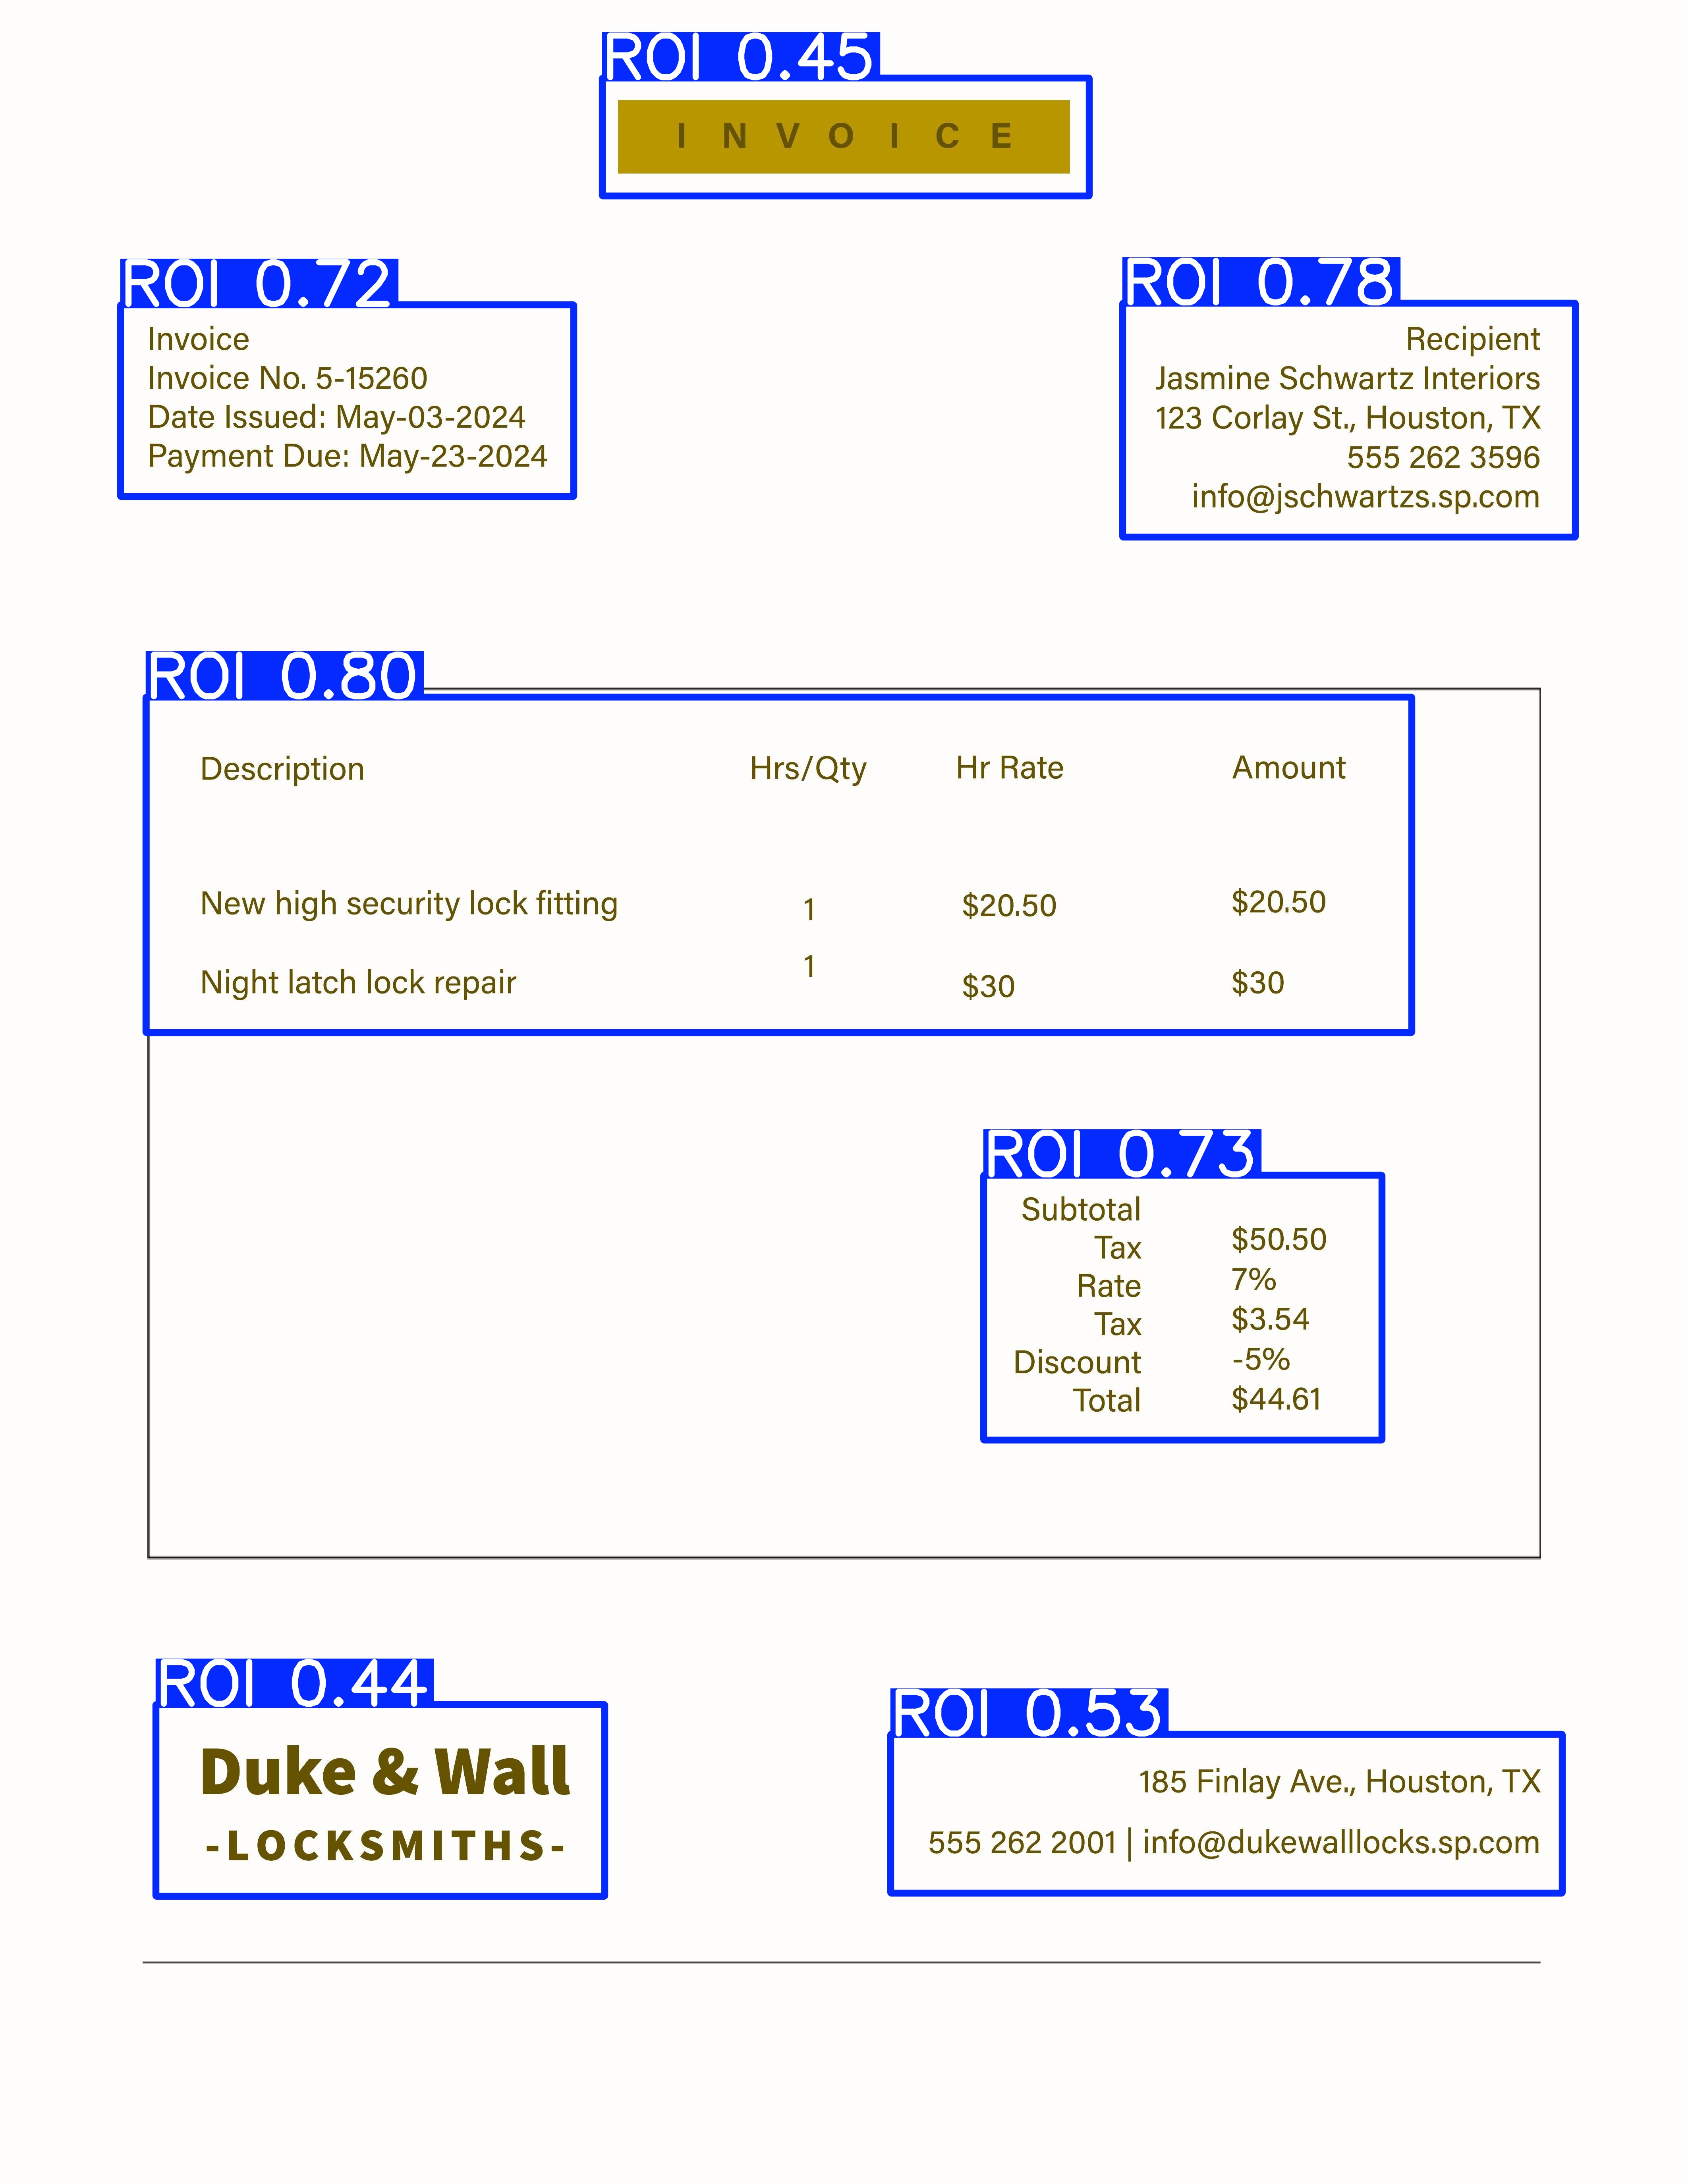 ROI 0.45
I N V O I C E
ROI 0.72
Invoice
Invoice No. 5-15260
Date Issued: May-03-2024
Payment Due: May-23-2024
ROI 0.78
Recipient
Jasmine Schwartz Interiors
123 Corlay St., Houston, TX
555 262 3596
info@jschwartzs.sp.com
ROI 0.80
Description Hrs/Qty Hr Rate Amount
New high security lock fitting 1 $20.50 $20.50
Night latch lock repair 1 $30 $30
ROI 0.73
Subtotal $50.50
Tax
Rate 7%
Tax $3.54
Discount -5%
Total $44.61
ROI 0.44
Duke & Wall
-LOCKSMITHS-
ROI 0.53
185 Finlay Ave., Houston, TX
555 262 2001 | info@dukewalllocks.sp.com